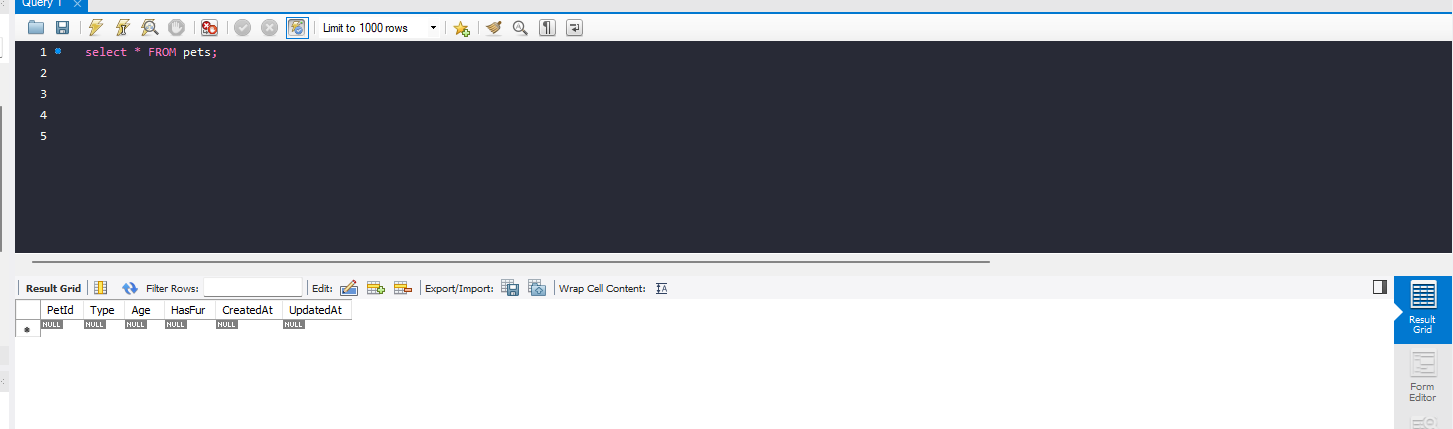 Query 1
Limit to 1000 rows
1 select * FROM pets;
2
3
4
5
Result Grid Filter Rows: Edit: Export/Import: Wrap Cell Content:
PetId Type Age HasFur CreatedAt UpdatedAt
NULL NULL NULL NULL NULL NULL
Result
Grid
Form
Editor